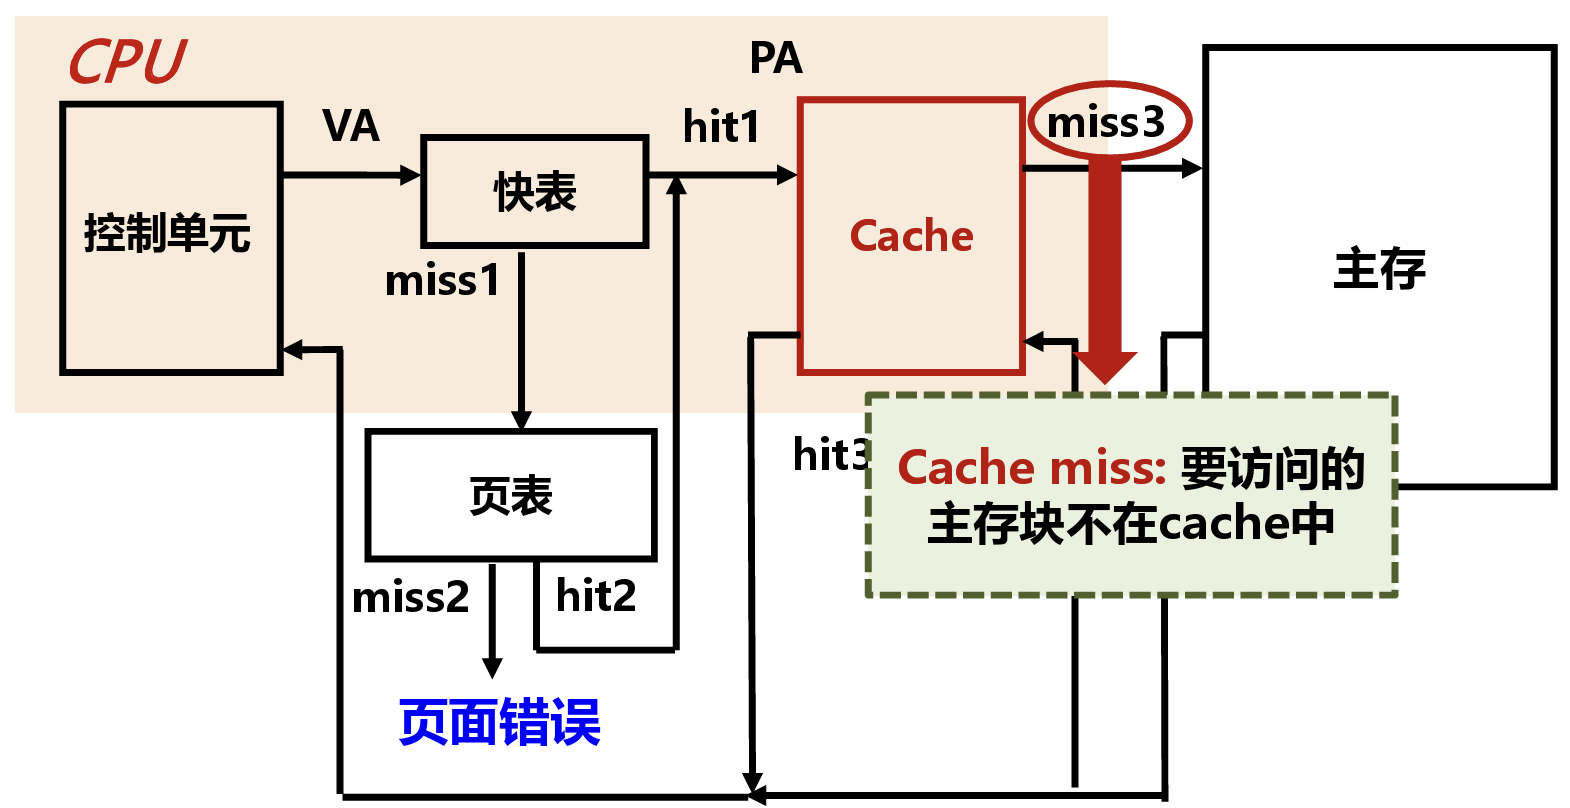 CPU
PA
VA
hit1
miss3
控制单元
快表
Cache
主存
miss1
hit3
Cache miss: 要访问的
主存块不在cache中
页表
miss2
hit2
页面错误